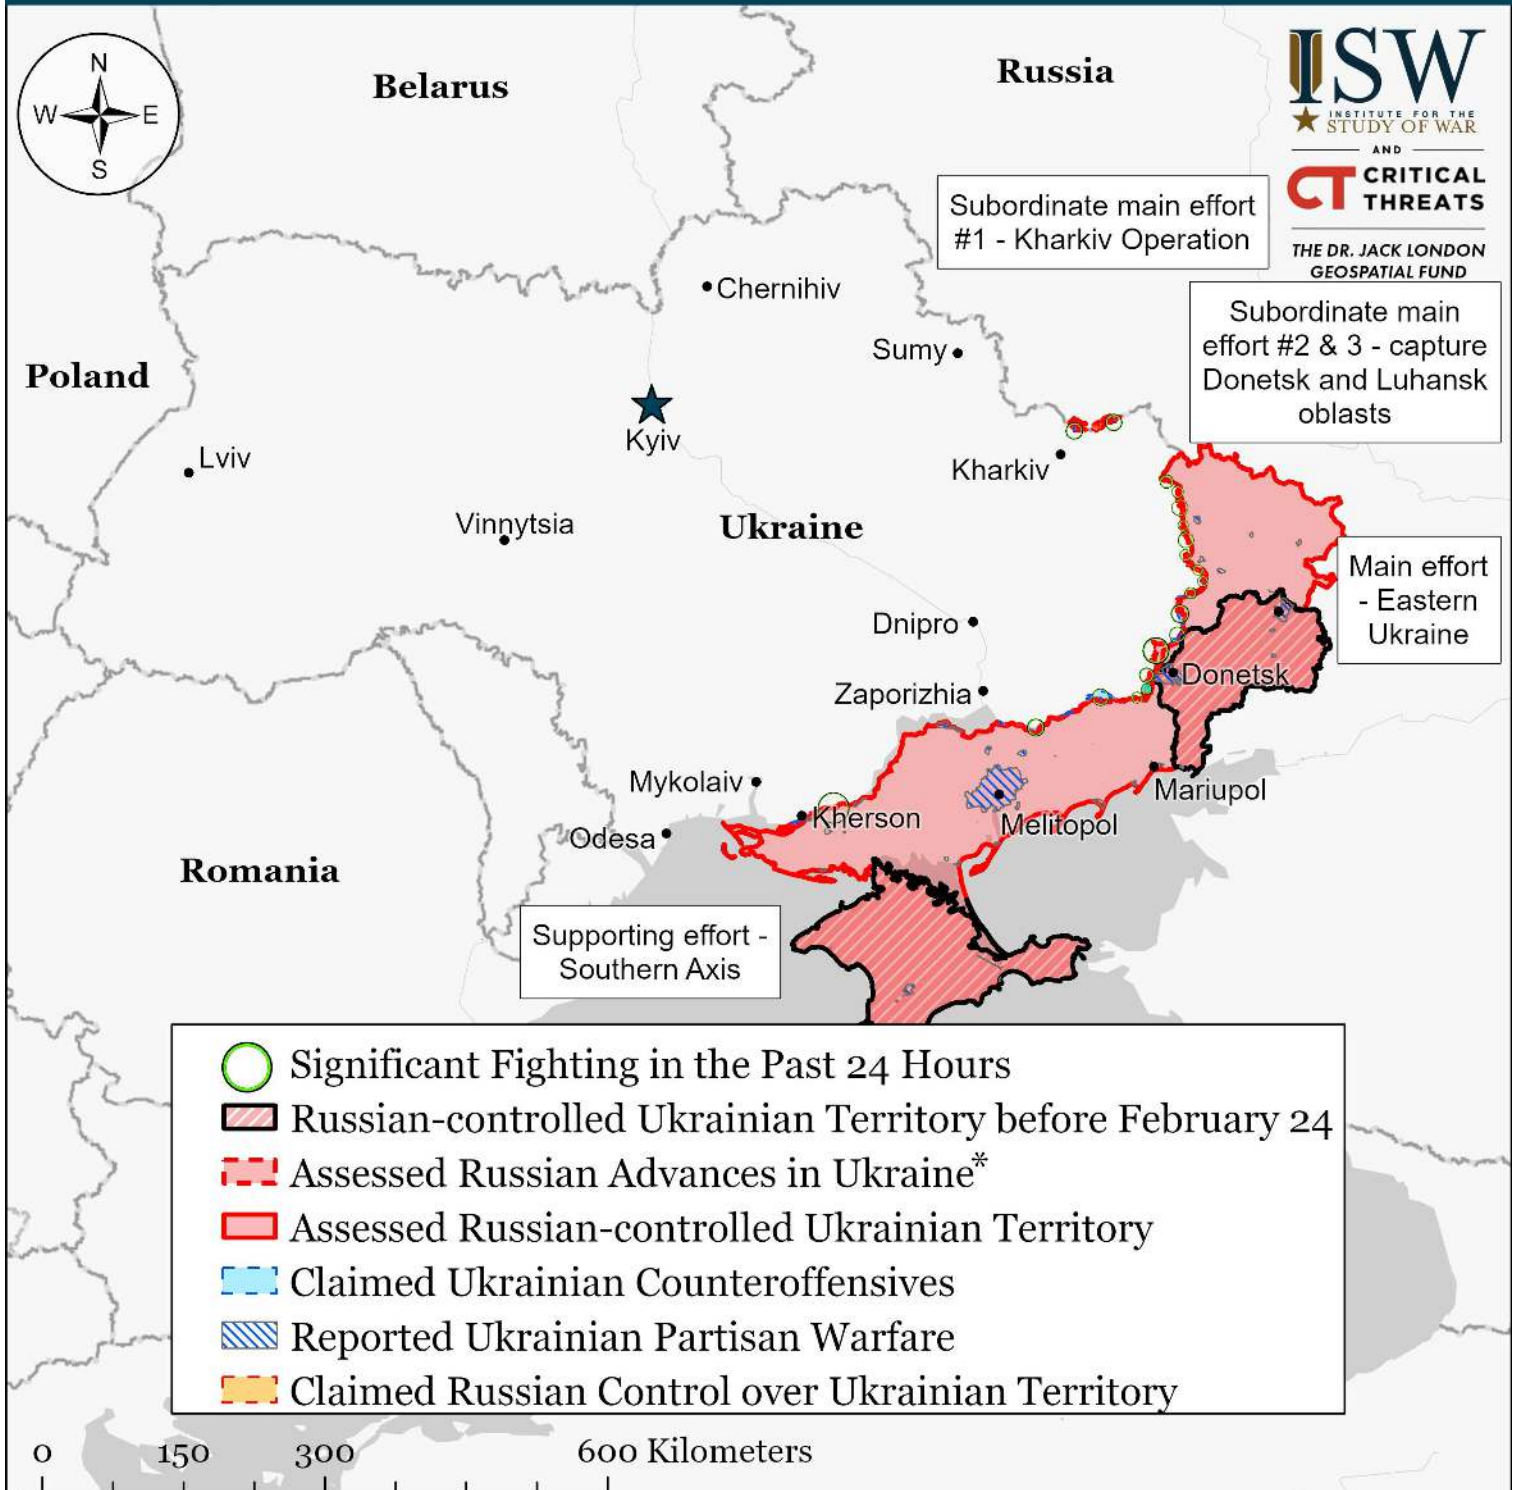 N
W
E
S
Belarus
Russia
ISW
INSTITUTE FOR THE
STUDY OF WAR
AND
CT CRITICAL
THREATS
THE DR. JACK LONDON
GEOSPATIAL FUND
Subordinate main effort
#1 - Kharkiv Operation
Subordinate main
effort #2 & 3 - capture
Donetsk and Luhansk
oblasts
Chernihiv
Sumy
Poland
Kyiv
Lviv
Kharkiv
Vinnytsia
Ukraine
Main effort
- Eastern
Ukraine
Dnipro
Donetsk
Zaporizhia
Mykolaiv
Mariupol
Kherson
Melitopol
Odesa
Romania
Supporting effort -
Southern Axis
Significant Fighting in the Past 24 Hours
Russian-controlled Ukrainian Territory before February 24
Assessed Russian Advances in Ukraine*
Assessed Russian-controlled Ukrainian Territory
Claimed Ukrainian Counteroffensives
Reported Ukrainian Partisan Warfare
Claimed Russian Control over Ukrainian Territory
0 150 300 600 Kilometers